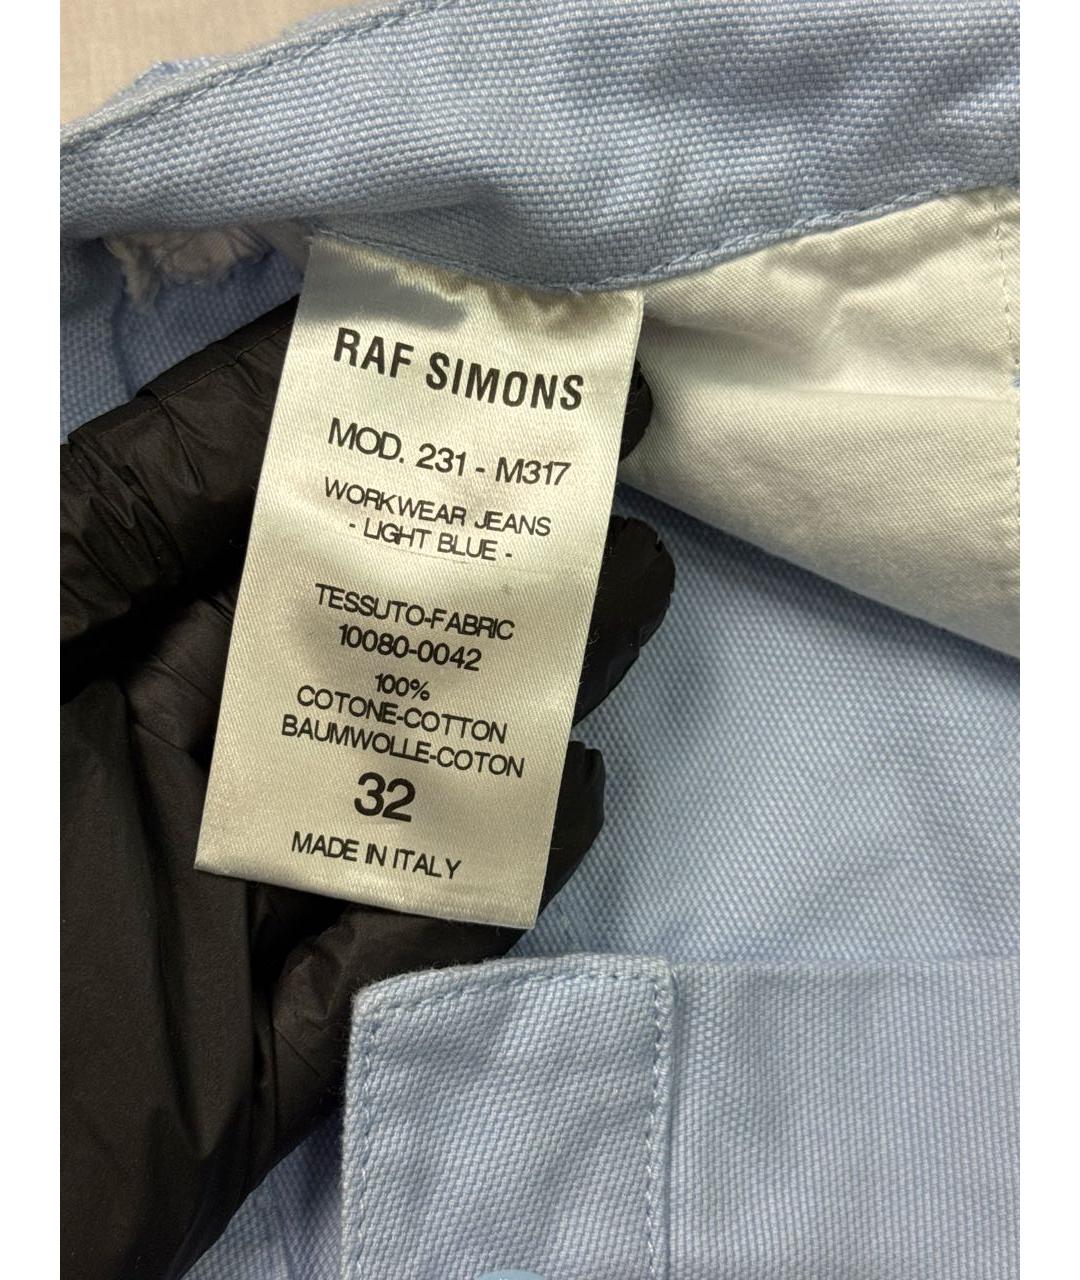 RAF SIMONS
MOD. 231 - M317
WORKWEAR JEANS
- LIGHT BLUE -
TESSUTO-FABRIC
10080-0042
100%
COTONE-COTTON
BAUMWOLLE-COTON
32
MADE IN ITALY